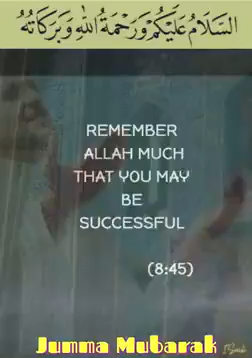 السَّلَامُ عَلَيْكُمْ وَرَحْمَةُ اللهِ وَبَرَكَاتُهُ
REMEMBER
ALLAH MUCH
THAT YOU MAY
BE
SUCCESSFUL
(8:45)
Jumma Mubarak